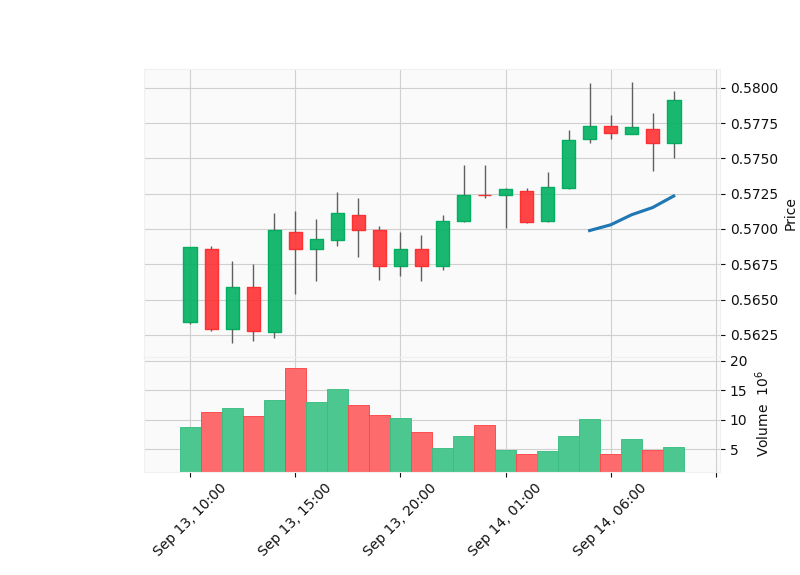 0.5800
0.5775
0.5750
0.5725
0.5700
0.5675
0.5650
0.5625
Price
20
15
10
5
Volume 10^6
Sep 13, 10:00
Sep 13, 15:00
Sep 13, 20:00
Sep 14, 01:00
Sep 14, 06:00